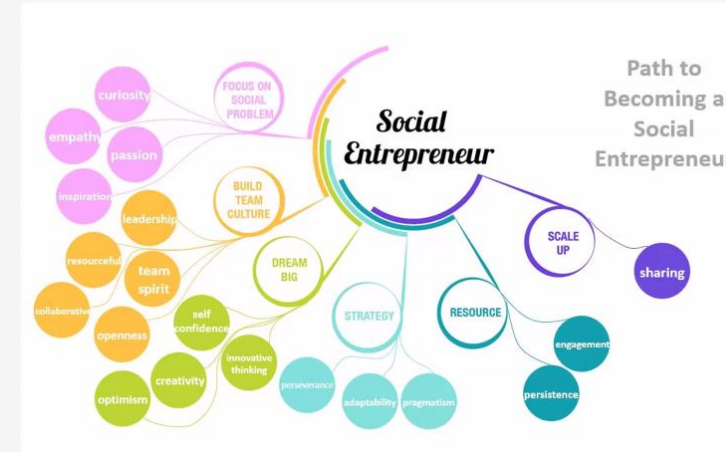 Social
Entrepreneur
Path to
Becoming a
Social
Entrepreneu
FOCUS ON
SOCIAL
PROBLEM
curiosity
empathy
passion
inspiration
BUILD
TEAM
CULTURE
leadership
resourceful
team
spirit
collaborative
openness
DREAM
BIG
self
confidence
innovative
thinking
creativity
optimism
STRATEGY
perseverance
adaptability
pragmatism
RESOURCE
engagement
persistence
SCALE
UP
sharing